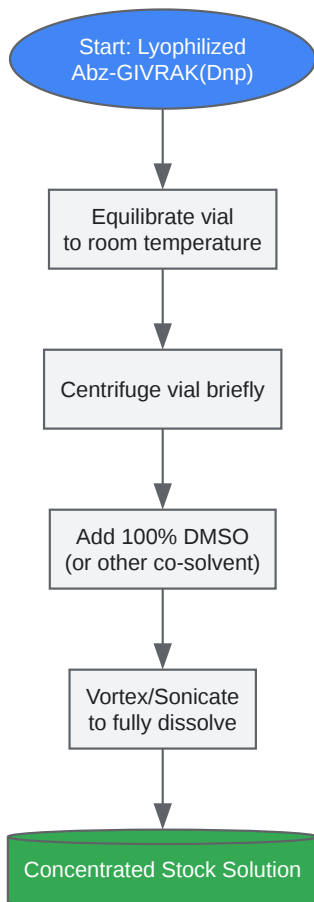 Start: Lyophilized
Abz-GIVRAK(Dnp)
Equilibrate vial
to room temperature
Centrifuge vial briefly
Add 100% DMSO
(or other co-solvent)
Vortex/Sonicate
to fully dissolve
Concentrated Stock Solution